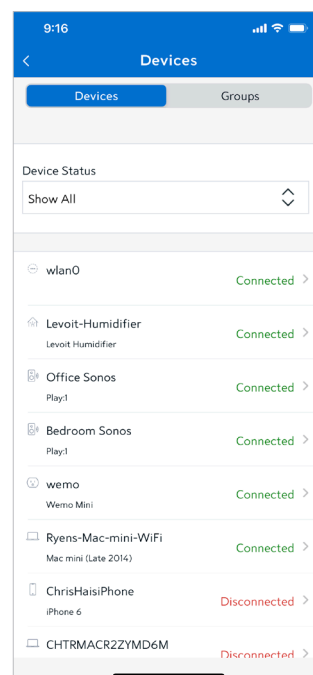 9:16
Devices
Devices
Groups
Device Status
Show All
wlan0
Connected
Levoit-Humidifier
Connected
Levoit Humidifier
Office Sonos
Connected
Play:1
Bedroom Sonos
Connected
Play:1
wemo
Connected
Wemo Mini
Ryens-Mac-mini-WiFi
Connected
Mac mini (Late 2014)
ChrisHaisiPhone
Disconnected
iPhone 6
CHTRMACR2ZYMD6M
Disconnected